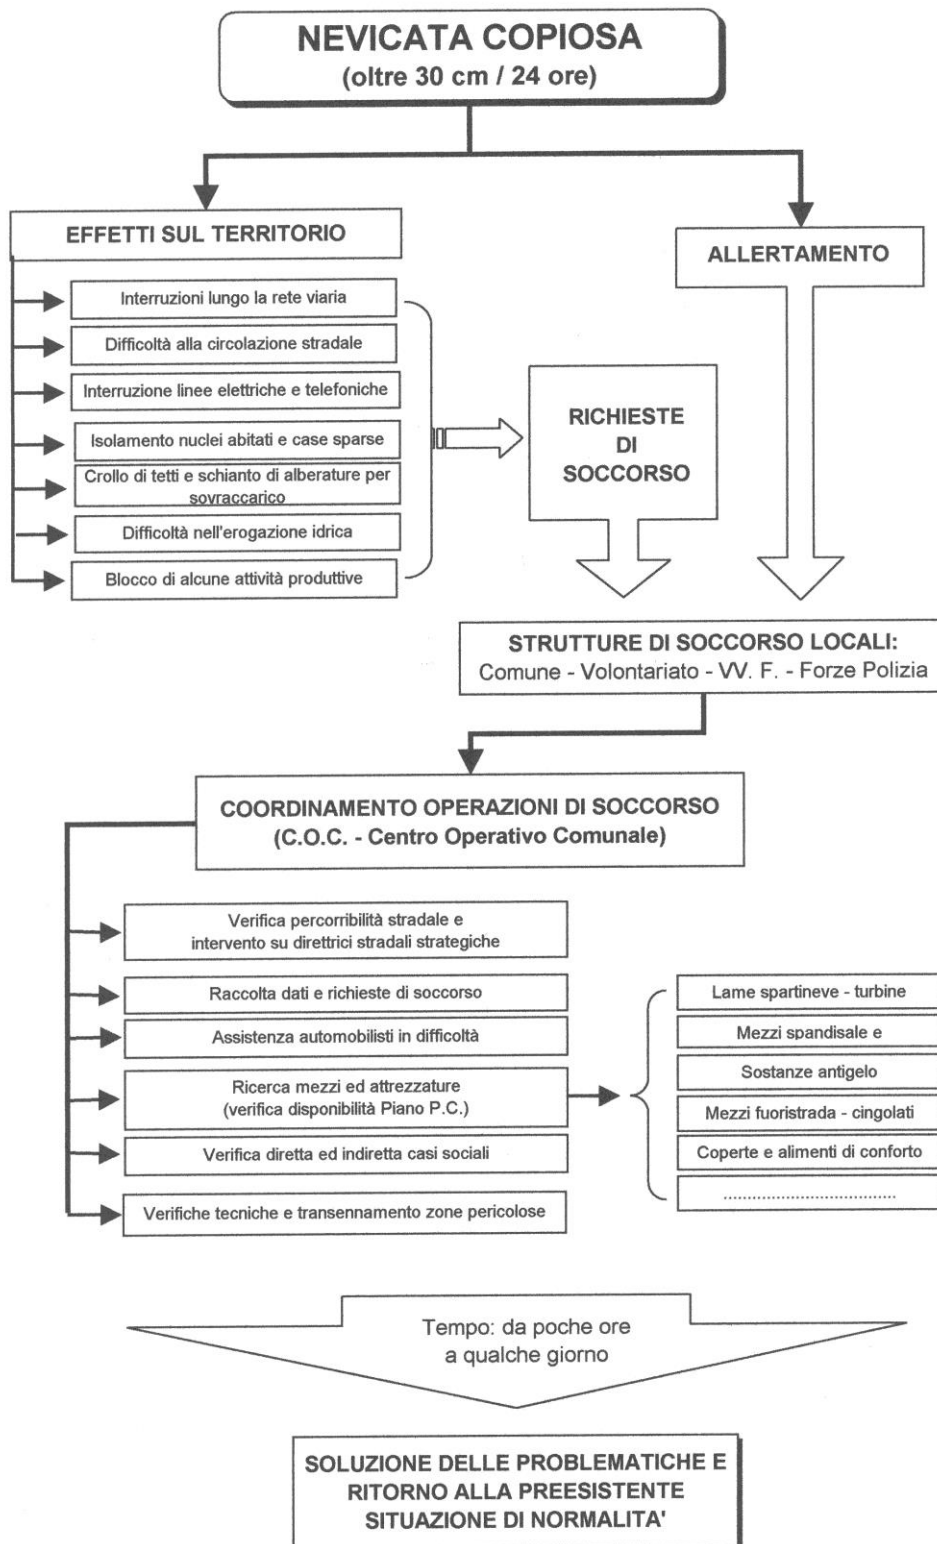 NEVICATA COPIOSA
(oltre 30 cm / 24 ore)
EFFETTI SUL TERRITORIO
ALLERTAMENTO
Interruzioni lungo la rete viaria
Difficoltà alla circolazione stradale
Interruzione linee elettriche e telefoniche
Isolamento nuclei abitati e case sparse
Crollo di tetti e schianto di alberature per
sovraccarico
Difficoltà nell'erogazione idrica
Blocco di alcune attività produttive
RICHIESTE
DI
SOCCORSO
STRUTTURE DI SOCCORSO LOCALI:
Comune - Volontariato - VV. F. - Forze Polizia
COORDINAMENTO OPERAZIONI DI SOCCORSO
(C.O.C. - Centro Operativo Comunale)
Verifica percorribilità stradale e
intervento su direttrici stradali strategiche
Raccolta dati e richieste di soccorso
Assistenza automobilisti in difficoltà
Ricerca mezzi ed attrezzature
(verifica disponibilità Piano P.C.)
Verifica diretta ed indiretta casi sociali
Verifiche tecniche e transennamento zone pericolose
Lame spartineve - turbine
Mezzi spandisale e
Sostanze antigelo
Mezzi fuoristrada - cingolati
Coperte e alimenti di conforto
..................................
Tempo: da poche ore
a qualche giorno
SOLUZIONE DELLE PROBLEMATICHE E
RITORNO ALLA PREESISTENTE
SITUAZIONE DI NORMALITA'